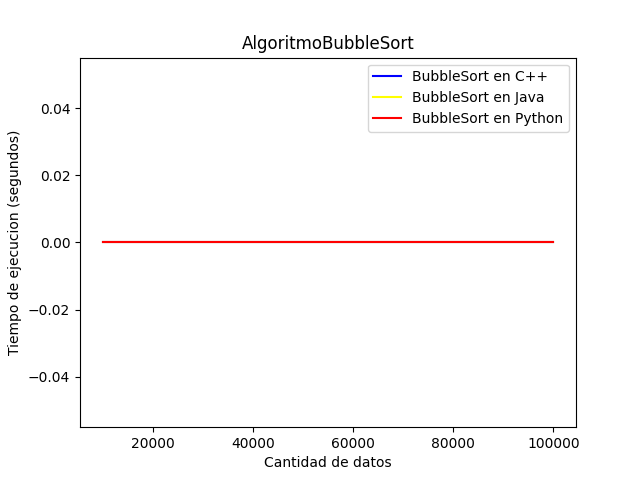 AlgoritmoBubbleSort
BubbleSort en C++
BubbleSort en Java
BubbleSort en Python
Tiempo de ejecucion (segundos)
0.04
0.02
0.00
−0.02
−0.04
20000 40000 60000 80000 100000
Cantidad de datos